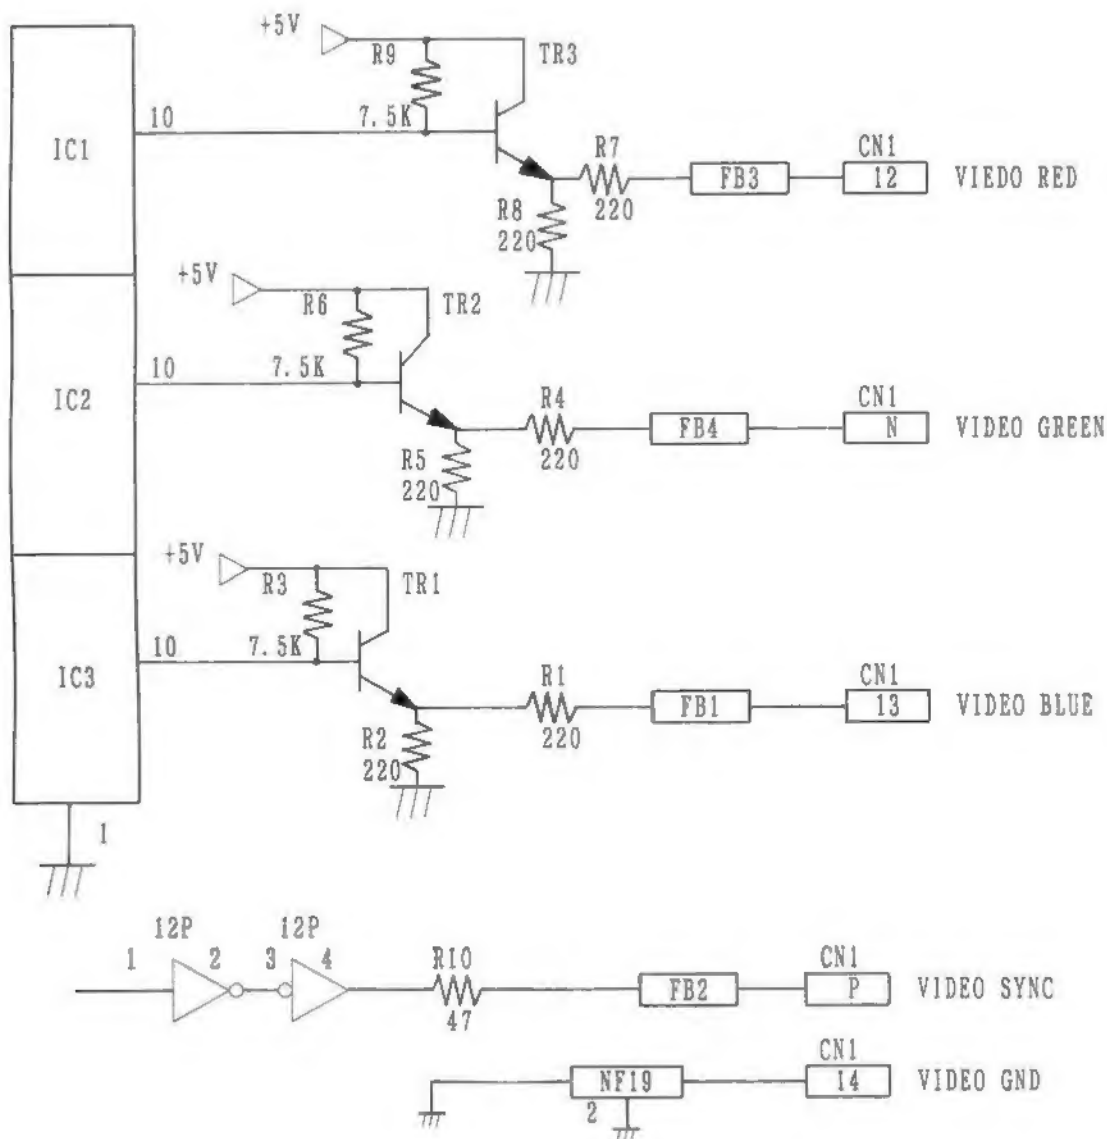 +5V
R9
TR3
10
7.5K
IC1
R7
CN1
FB3
12
VIEDO RED
R8
220
220
+5V
R6
TR2
10
7.5K
IC2
R4
CN1
FB4
N
VIDEO GREEN
R5
220
220
+5V
R3
TR1
10
7.5K
IC3
R1
CN1
FB1
13
VIDEO BLUE
R2
220
220
1
12P
12P
1
2
3
4
R10
CN1
FB2
P
VIDEO SYNC
47
CN1
NF19
14
VIDEO GND
2